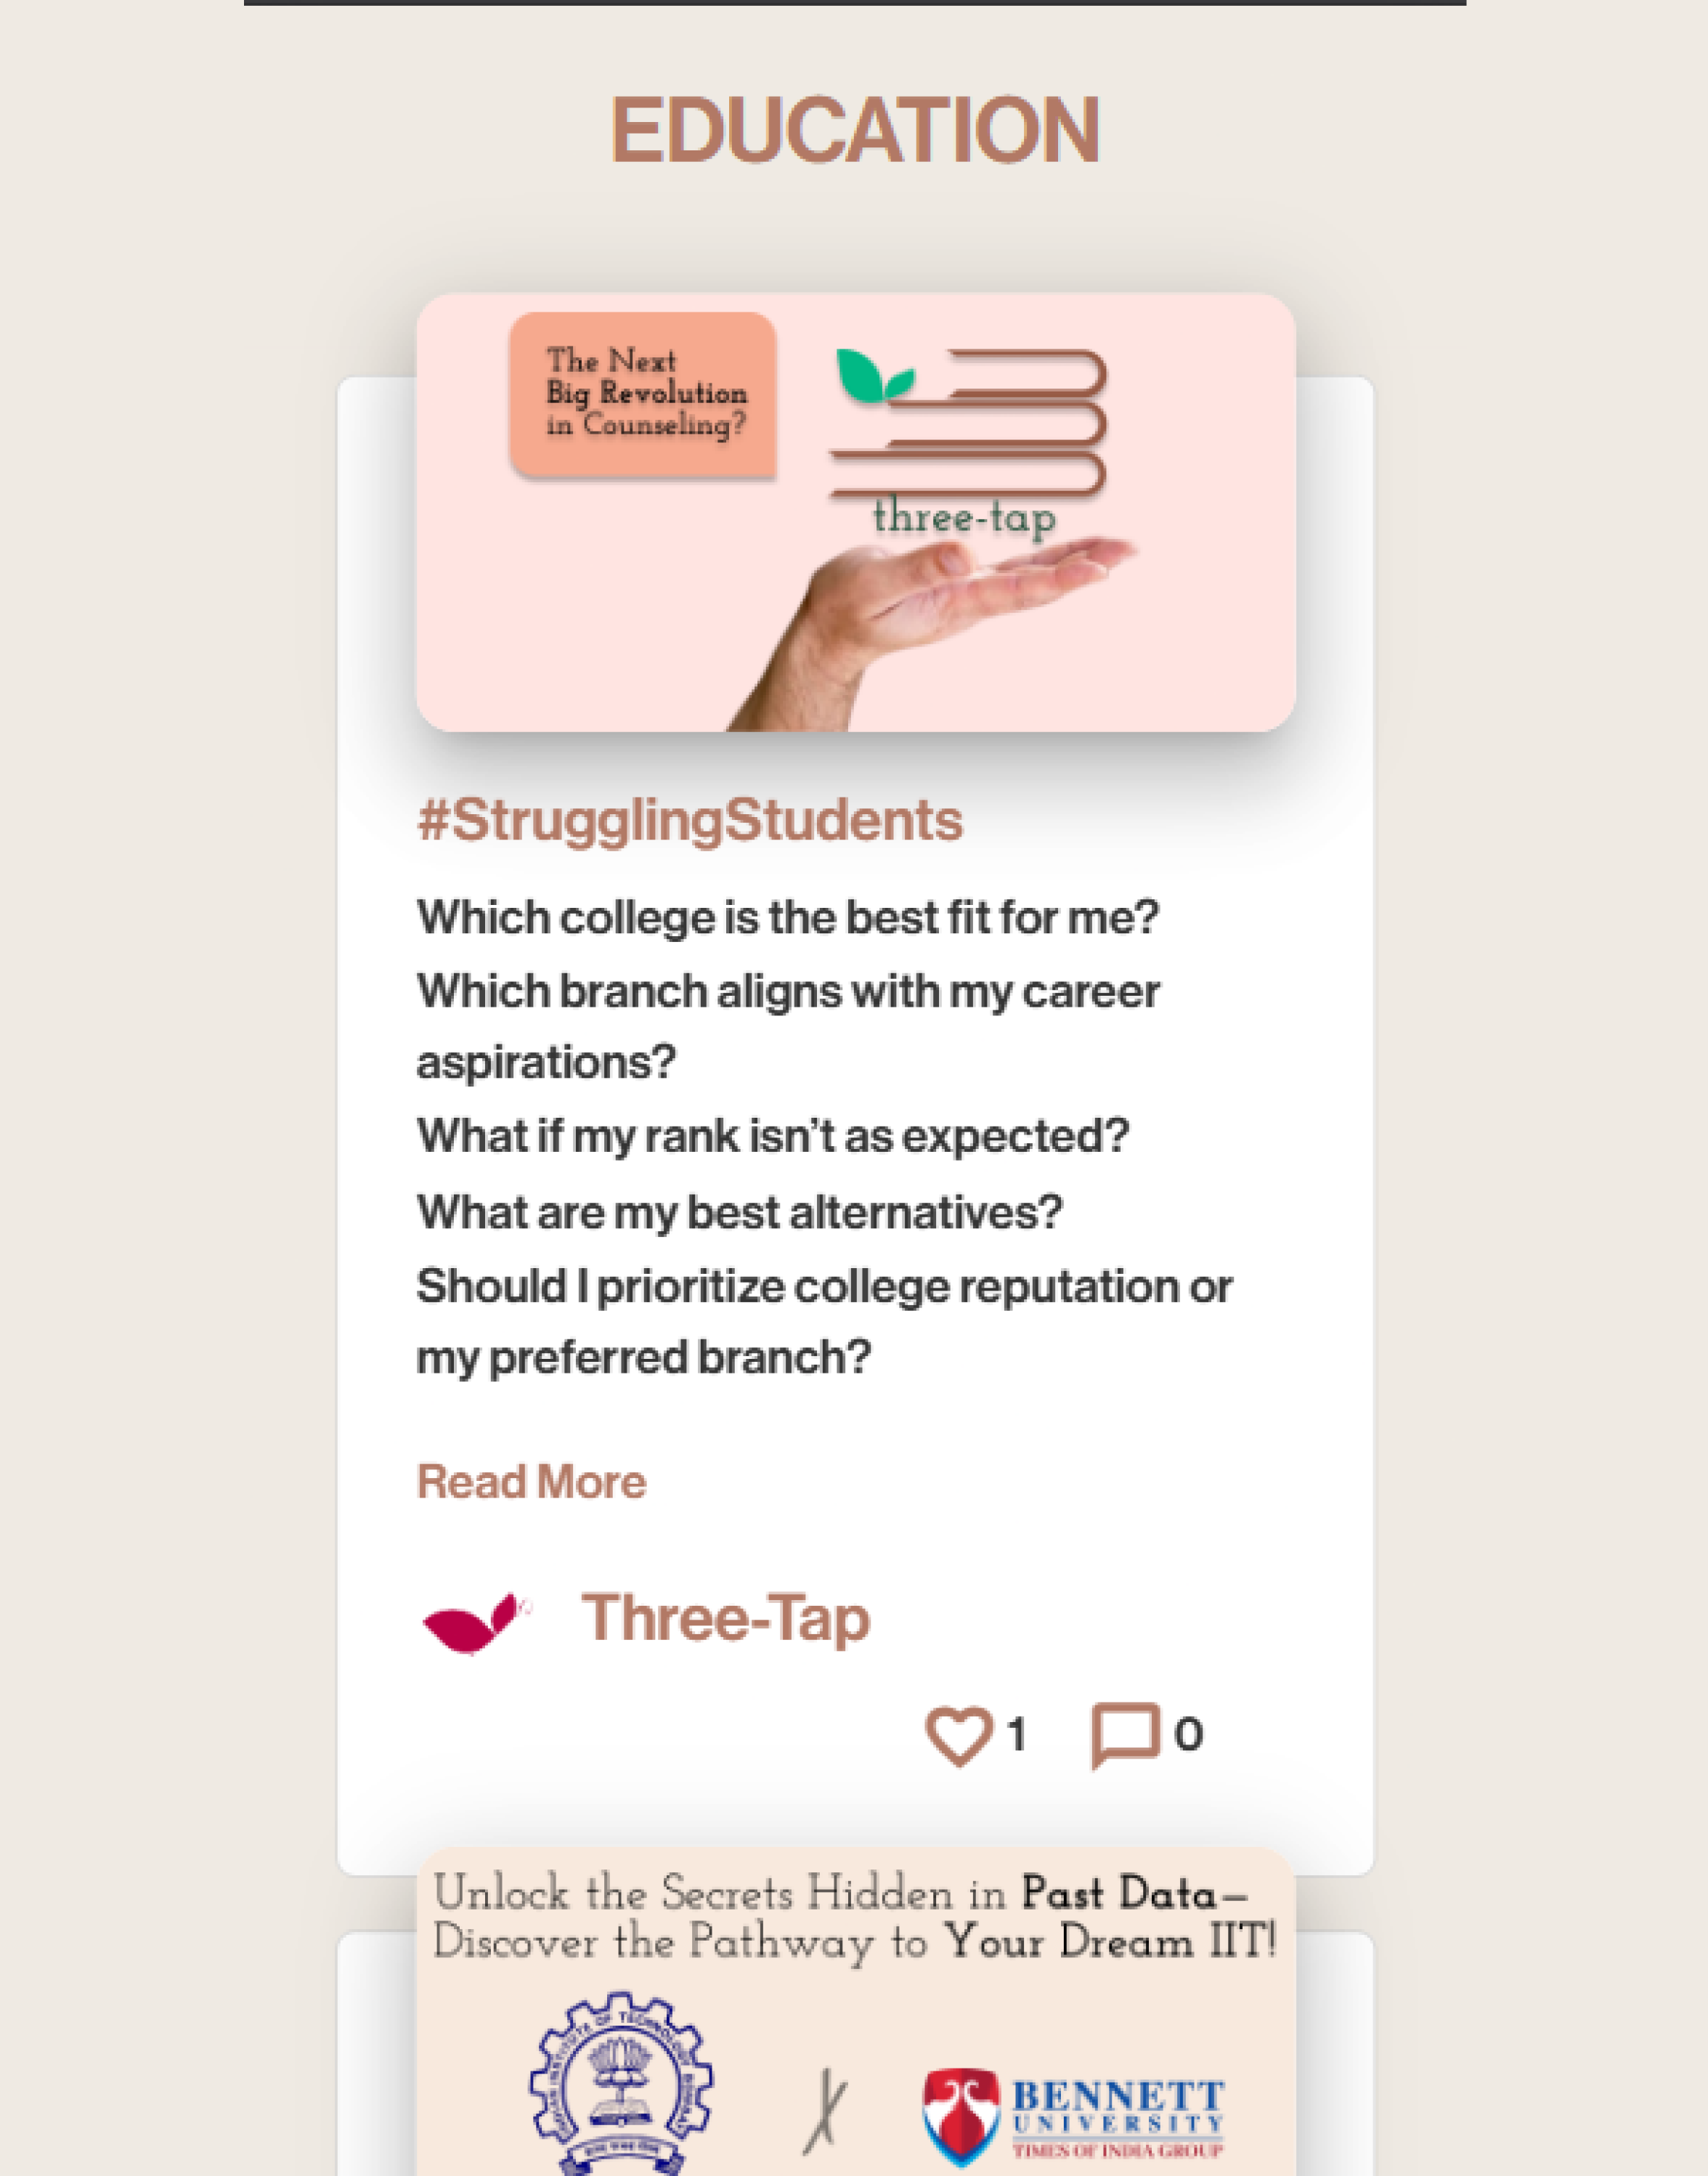 EDUCATION
The Next
Big Revolution
in Counseling?
three-tap
#StrugglingStudents
Which college is the best fit for me?
Which branch aligns with my career
aspirations?
What if my rank isn’t as expected?
What are my best alternatives?
Should I prioritize college reputation or
my preferred branch?
Read More
Three-Tap
1
0
Unlock the Secrets Hidden in Past Data—
Discover the Pathway to Your Dream IIT!
OF TECHNOLOGY
BENNETT
UNIVERSITY
TIMES OF INDIA GROUP